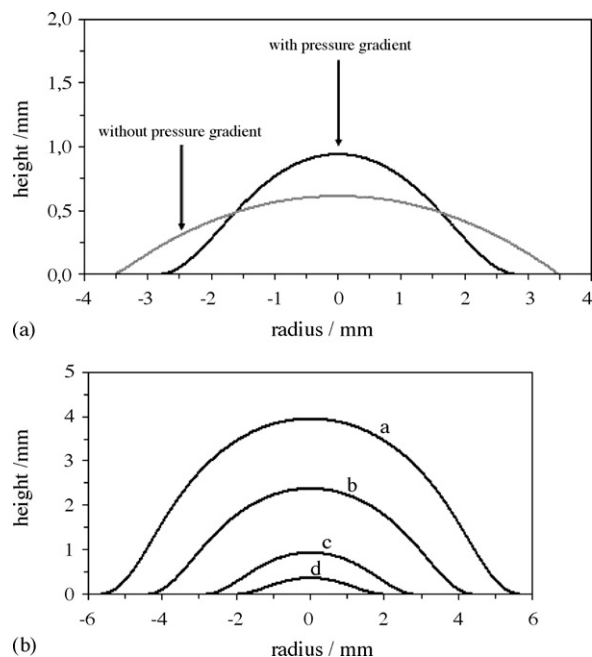 2,0
with pressure gradient
1,5
without pressure gradient
height /mm
1,0
0,5
0,0
-4 -3 -2 -1 0 1 2 3 4
(a)
radius / mm
5
4
a
height /mm
3
b
2
c
1
d
0
-6 -4 -2 0 2 4 6
(b)
radius / mm